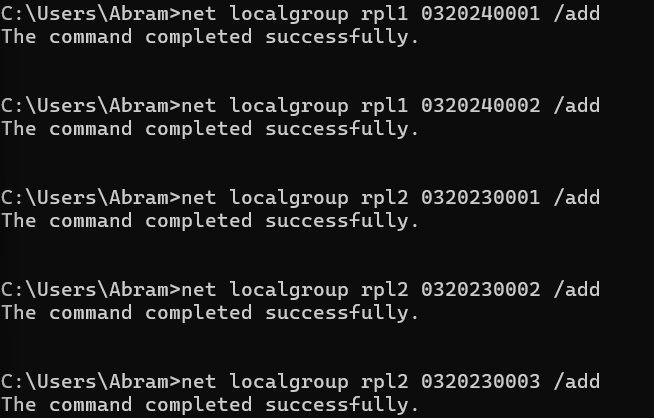 C:\Users\Abram>net localgroup rpl1 0320240001 /add
The command completed successfully.
C:\Users\Abram>net localgroup rpl1 0320240002 /add
The command completed successfully.
C:\Users\Abram>net localgroup rpl2 0320230001 /add
The command completed successfully.
C:\Users\Abram>net localgroup rpl2 0320230002 /add
The command completed successfully.
C:\Users\Abram>net localgroup rpl2 0320230003 /add
The command completed successfully.